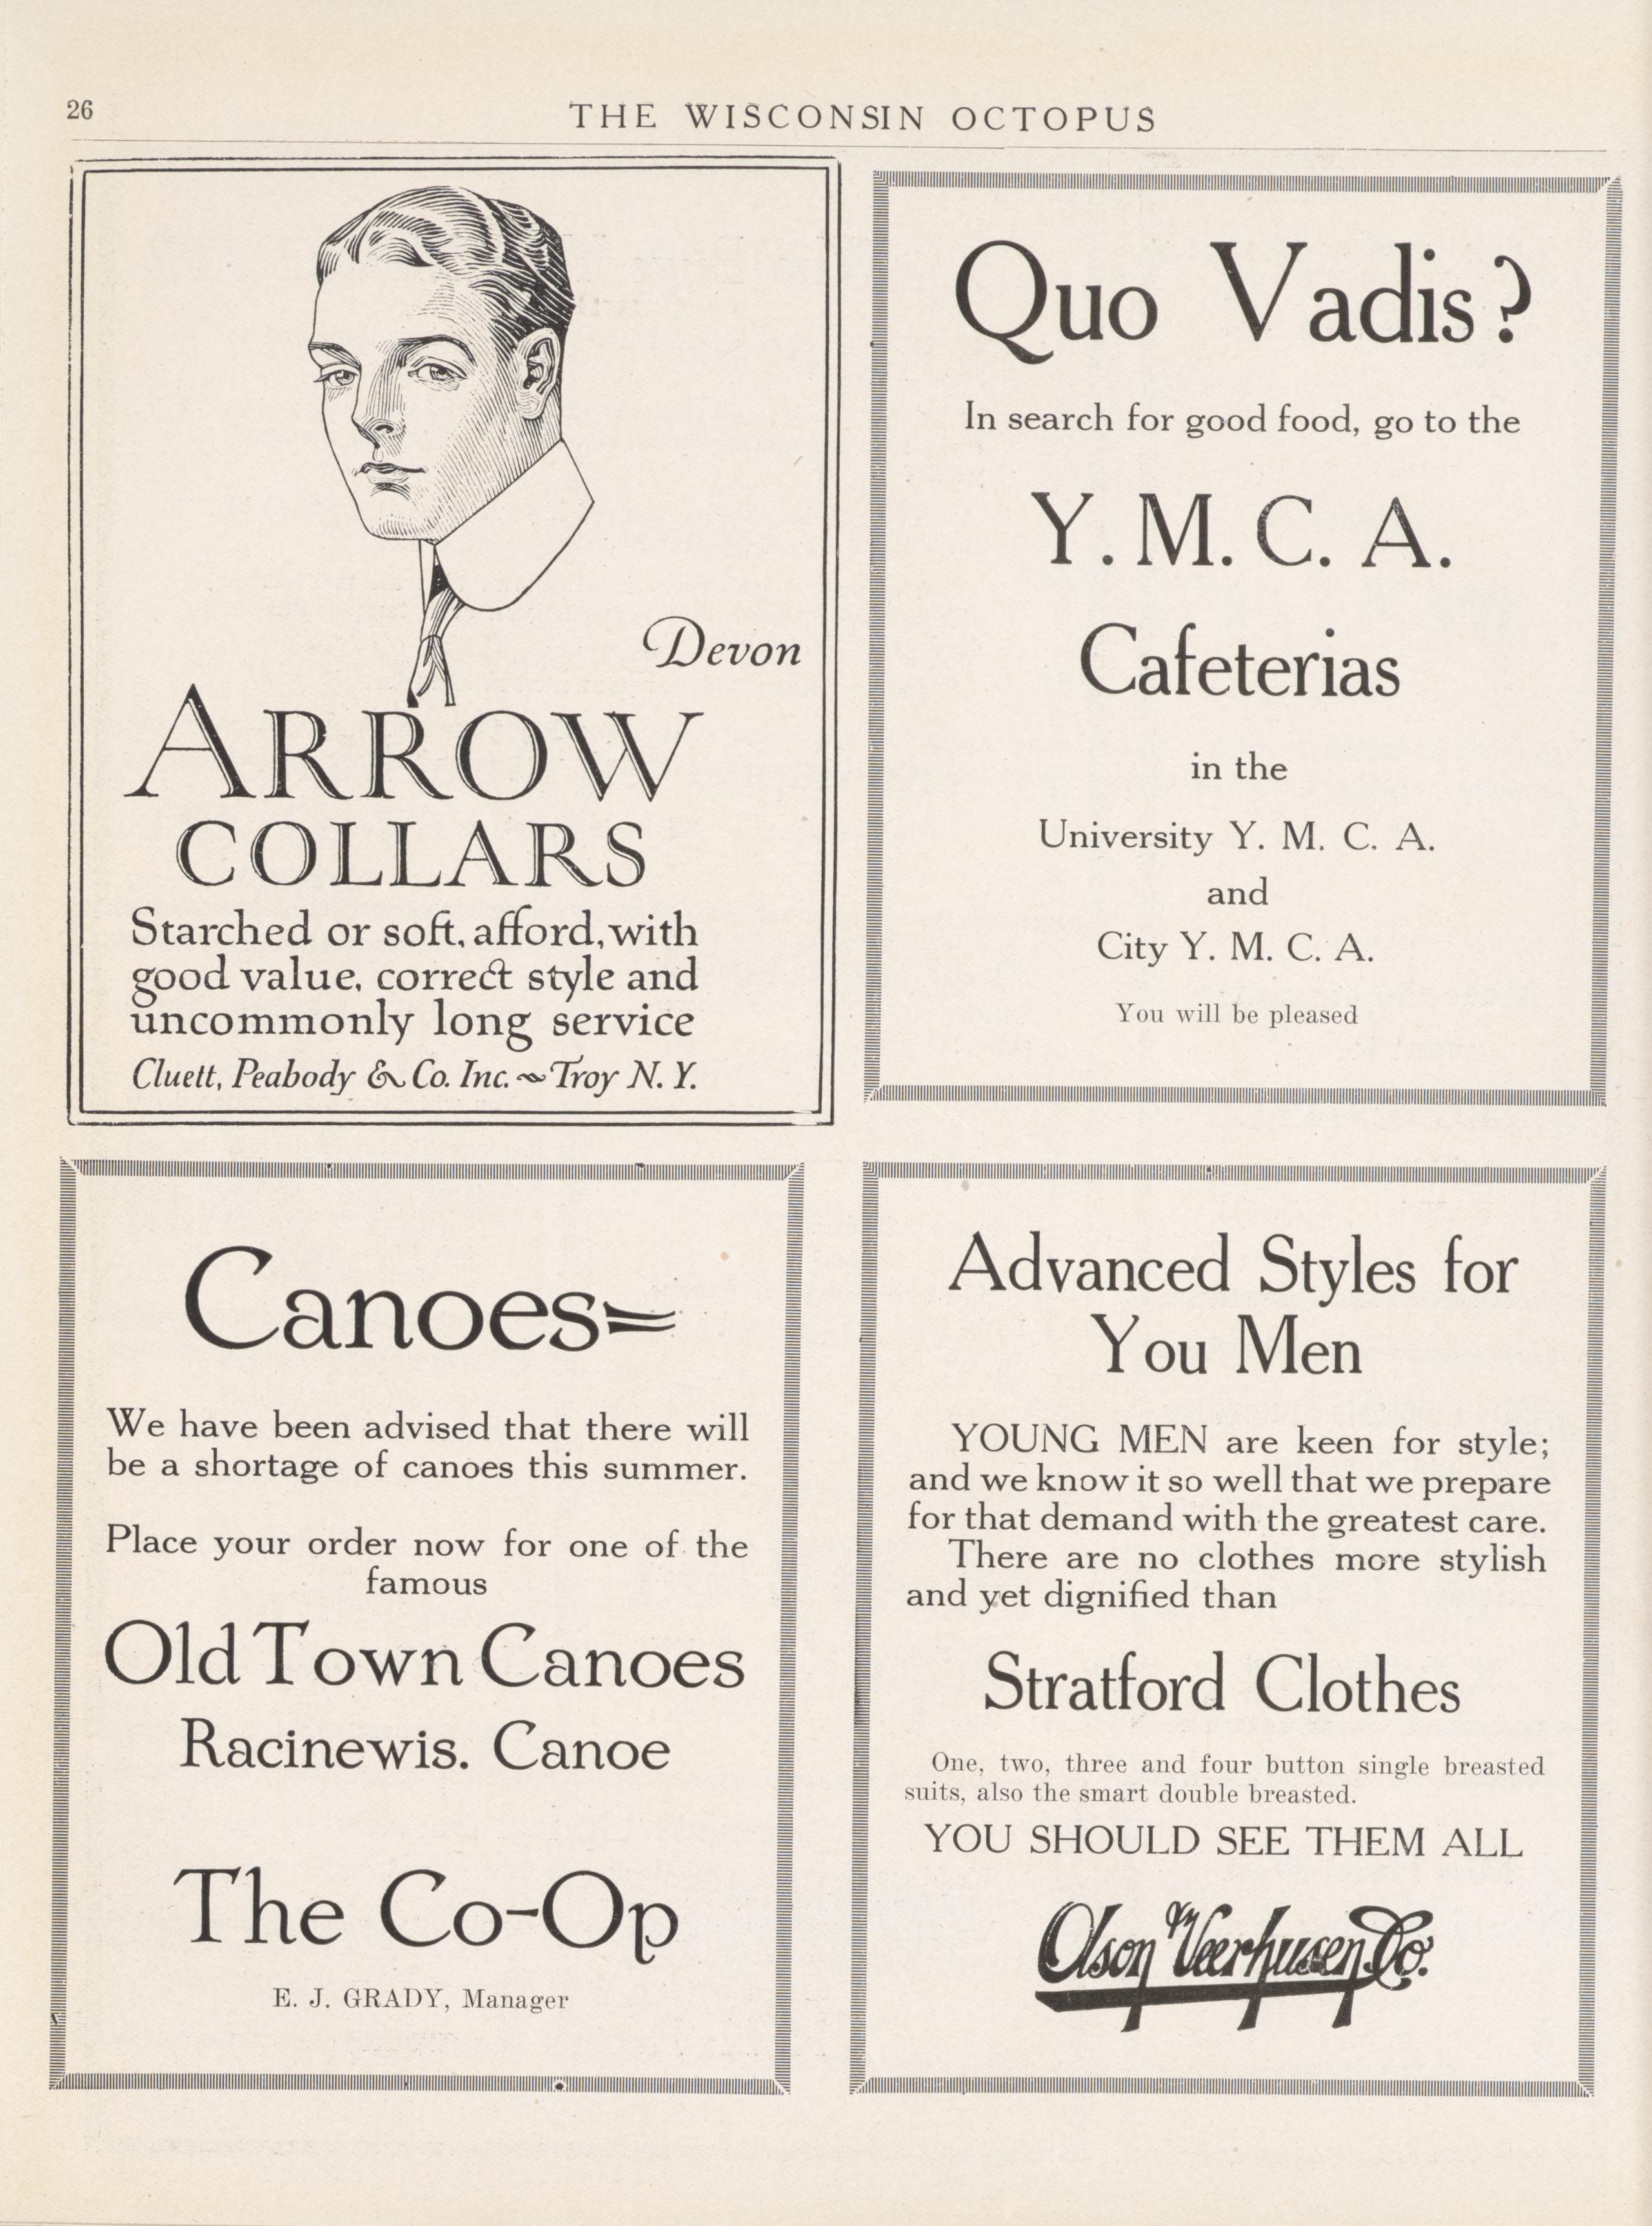 26
THE WISCONSIN OCTOPUS
Devon
ARROW
COLLARS
Starched or soft, afford, with
good value, correct style and
uncommonly long service
Cluett, Peabody & Co. Inc. ~ Troy N. Y.
Quo Vadis?
In search for good food, go to the
Y. M. C. A.
Cafeterias
in the
University Y. M. C. A.
and
City Y. M. C. A.
You will be pleased
Canoes=
We have been advised that there will
be a shortage of canoes this summer.
Place your order now for one of the
famous
Old Town Canoes
Racinewis. Canoe
The Co-Op
E. J. GRADY, Manager
Advanced Styles for
You Men
YOUNG MEN are keen for style;
and we know it so well that we prepare
for that demand with the greatest care.
There are no clothes more stylish
and yet dignified than
Stratford Clothes
One, two, three and four button single breasted
suits, also the smart double breasted.
YOU SHOULD SEE THEM ALL
Olson & Veerhusen Co.